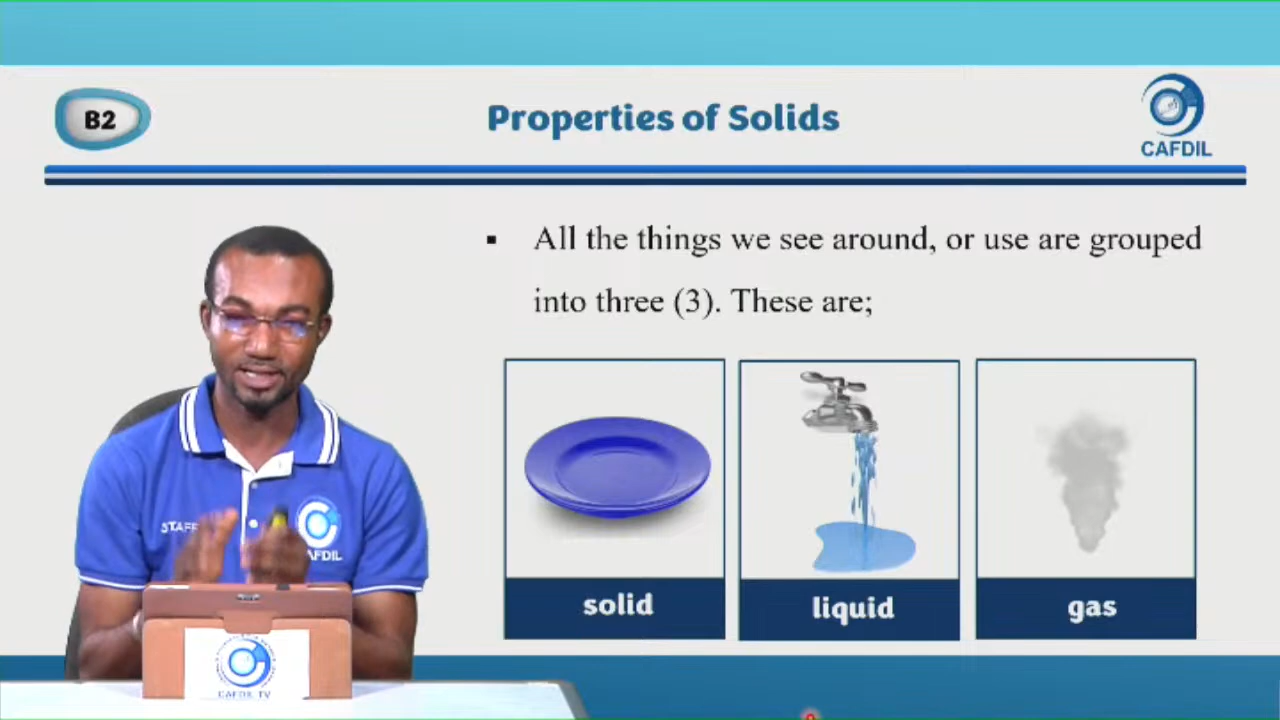 B2
Properties of Solids
CAFDIL
▪ All the things we see around, or use are grouped
into three (3). These are;
STAFF
CAFDIL
solid
liquid
gas
CAFDIL TV